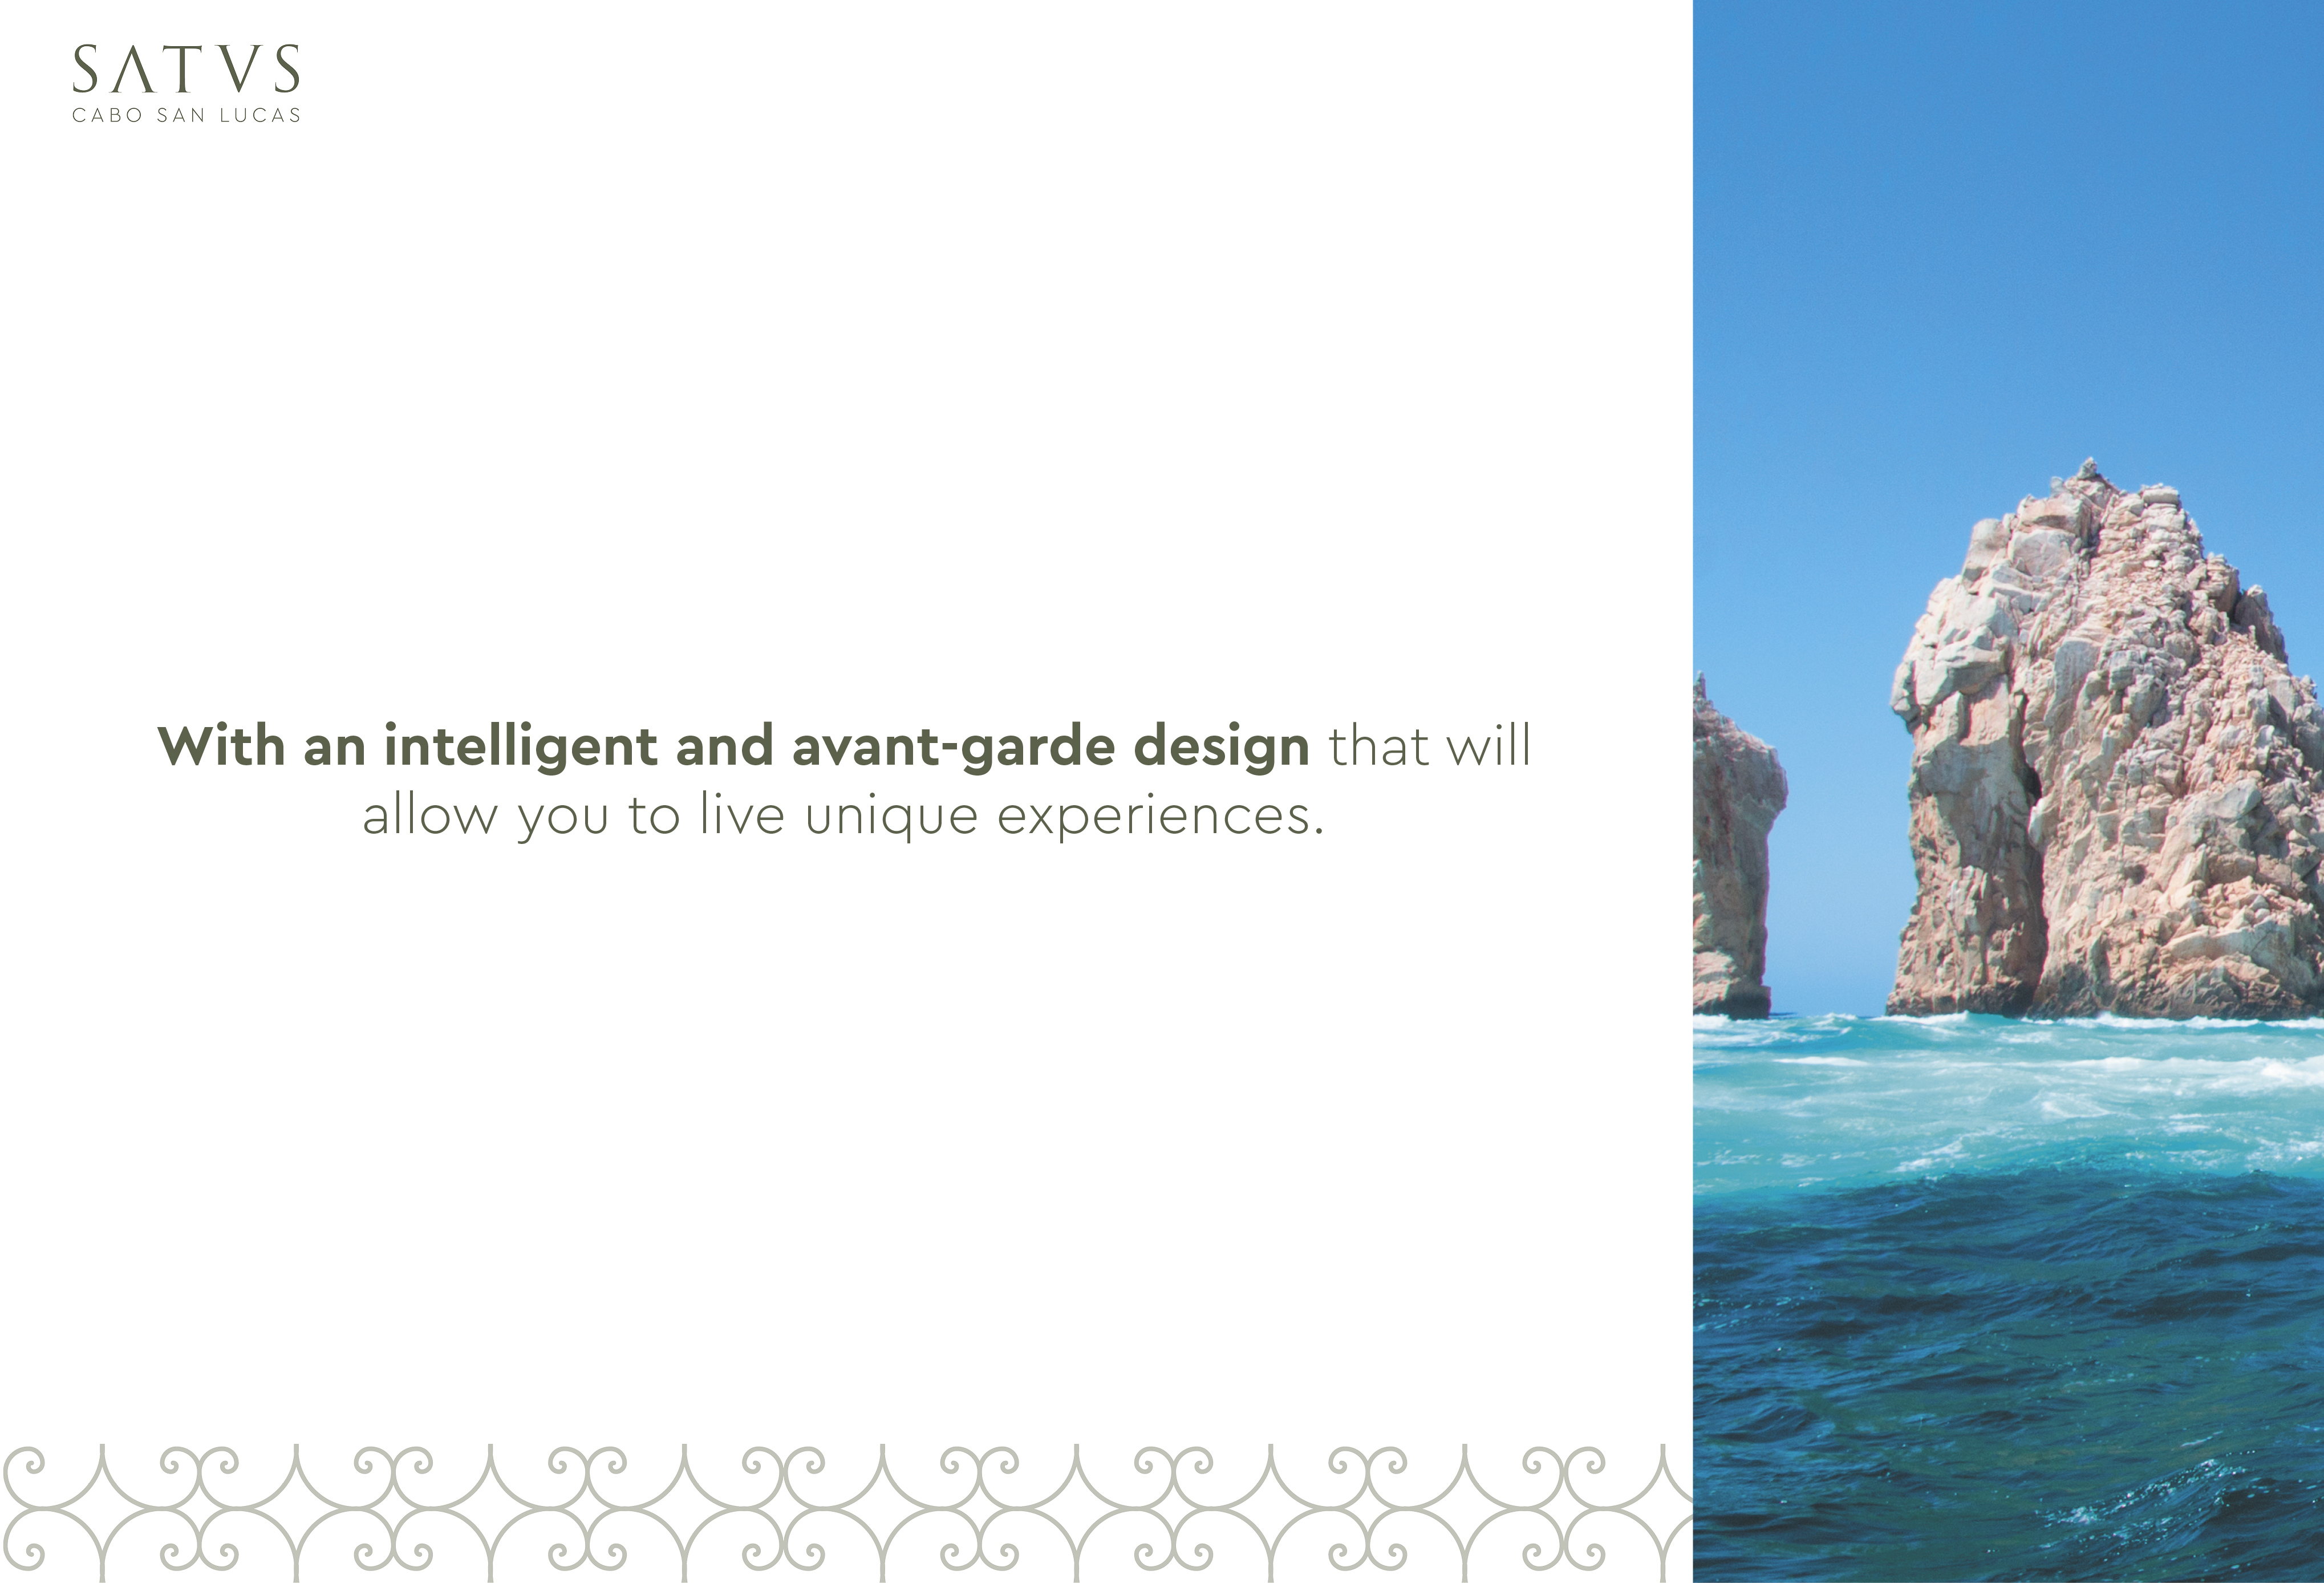 SATVS
CABO SAN LUCAS
With an intelligent and avant-garde design that will
allow you to live unique experiences.